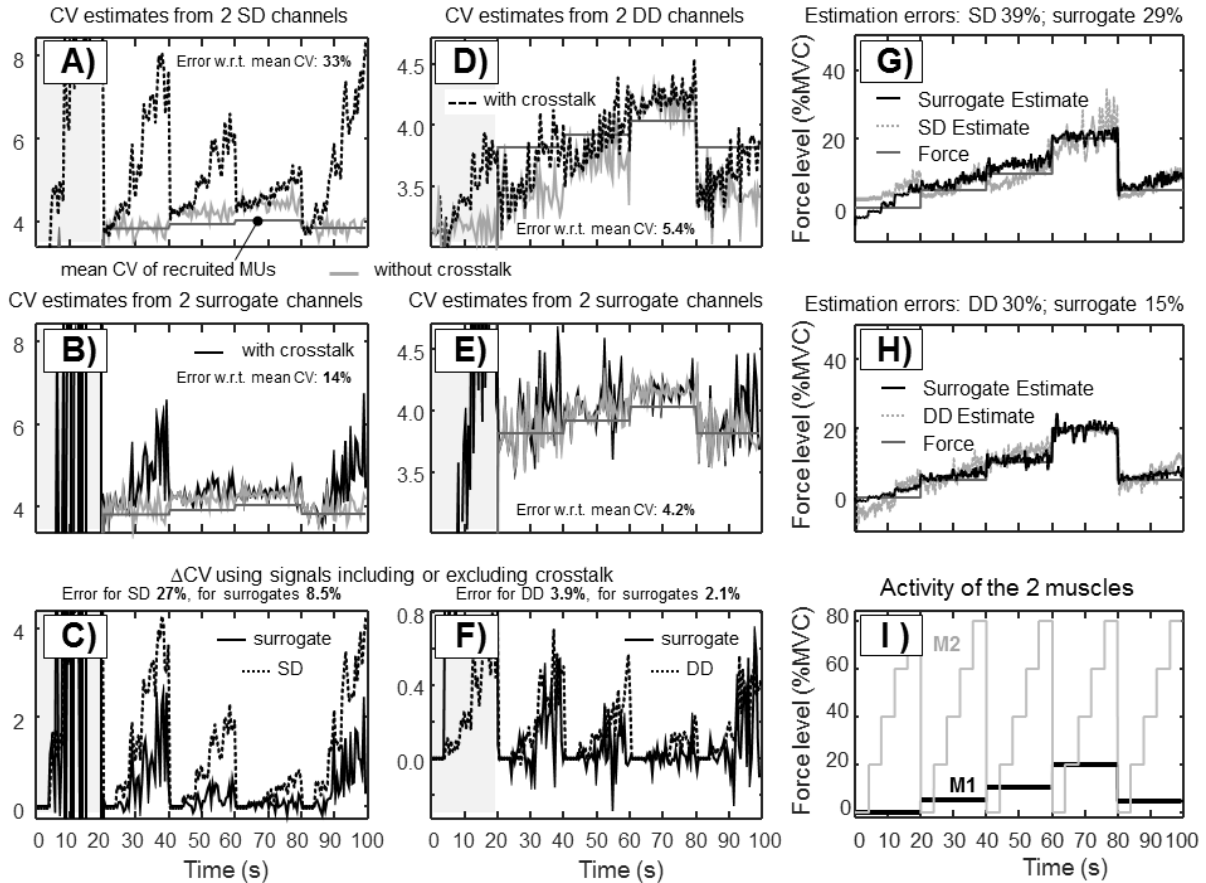 CV estimates from 2 SD channels
A)
Error w.r.t. mean CV: 33%
8
6
4
mean CV of recruited MUs
without crosstalk
CV estimates from 2 DD channels
D)
with crosstalk
Error w.r.t. mean CV: 5.4%
4.5
4.0
3.5
Estimation errors: SD 39%; surrogate 29%
G)
Surrogate Estimate
SD Estimate
Force
Force level (%MVC)
40
20
0
CV estimates from 2 surrogate channels
B)
with crosstalk
Error w.r.t. mean CV: 14%
8
6
4
CV estimates from 2 surrogate channels
E)
Error w.r.t. mean CV: 4.2%
4.5
4.0
3.5
Estimation errors: DD 30%; surrogate 15%
H)
Surrogate Estimate
DD Estimate
Force
Force level (%MVC)
40
20
0
ΔCV using signals including or excluding crosstalk
Error for SD 27%, for surrogates 8.5%
C)
surrogate
SD
4
2
0
0 10 20 30 40 50 60 70 80 90 100
Time (s)
Error for DD 3.9%, for surrogates 2.1%
F)
surrogate
DD
0.8
0.4
0.0
0 10 20 30 40 50 60 70 80 90 100
Time (s)
Activity of the 2 muscles
I)
M2
M1
Force level (%MVC)
80
60
40
20
0
0 10 20 30 40 50 60 70 80 90 100
Time (s)